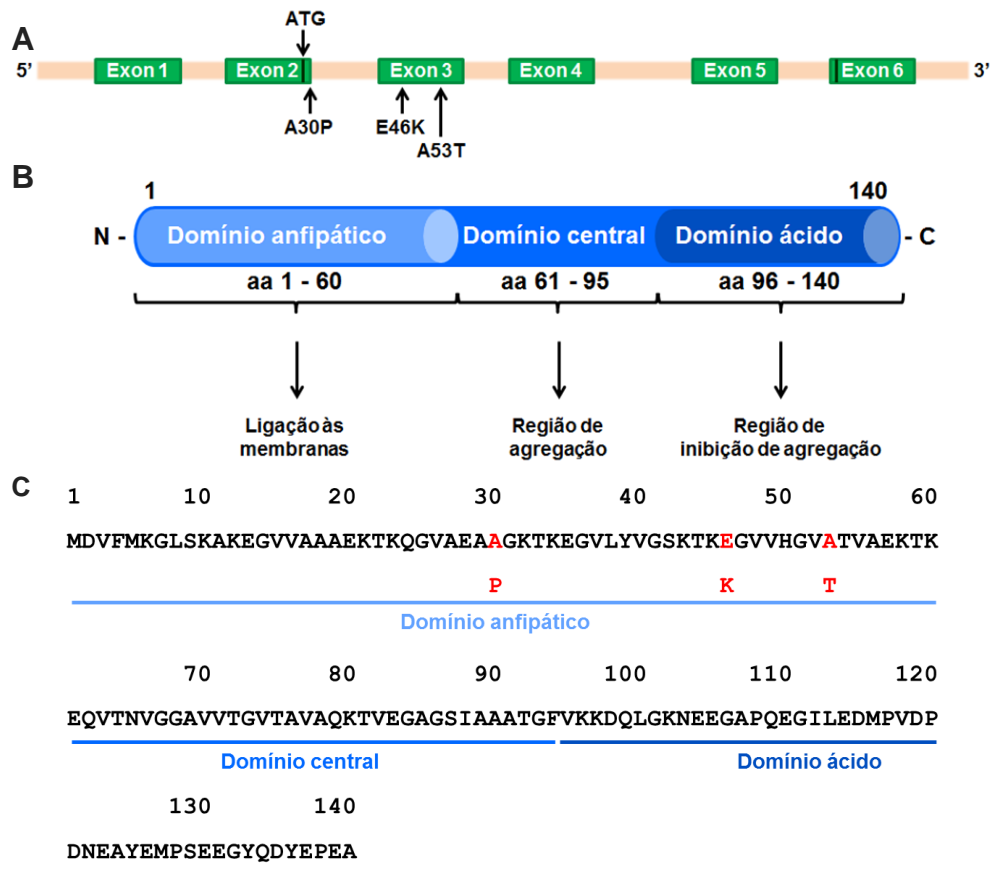 A
ATG
5’ Exon 1 Exon 2 Exon 3 Exon 4 Exon 5 Exon 6 3’
A30P E46K
A53T
B
1 140
N - Domínio anfipático Domínio central Domínio ácido - C
aa 1 - 60 aa 61 - 95 aa 96 - 140
Ligação às Região de Região de
membranas agregação inibição de agregação
C
1 10 20 30 40 50 60
MDVFMKGLSKAKEGVVAAAEKTKQGVAEAAGKTKEGVLYVGSKTKEGVVHGVATVAEKTK
P K T
Domínio anfipático
70 80 90 100 110 120
EQVTNVGGAVVTGVTAVAQKTVEGAGSIAAATGFVKKDQLGKNEEGAPQEGILEDMPVDP
Domínio central Domínio ácido
130 140
DNEAYEMPSEEGYQDYEPEA